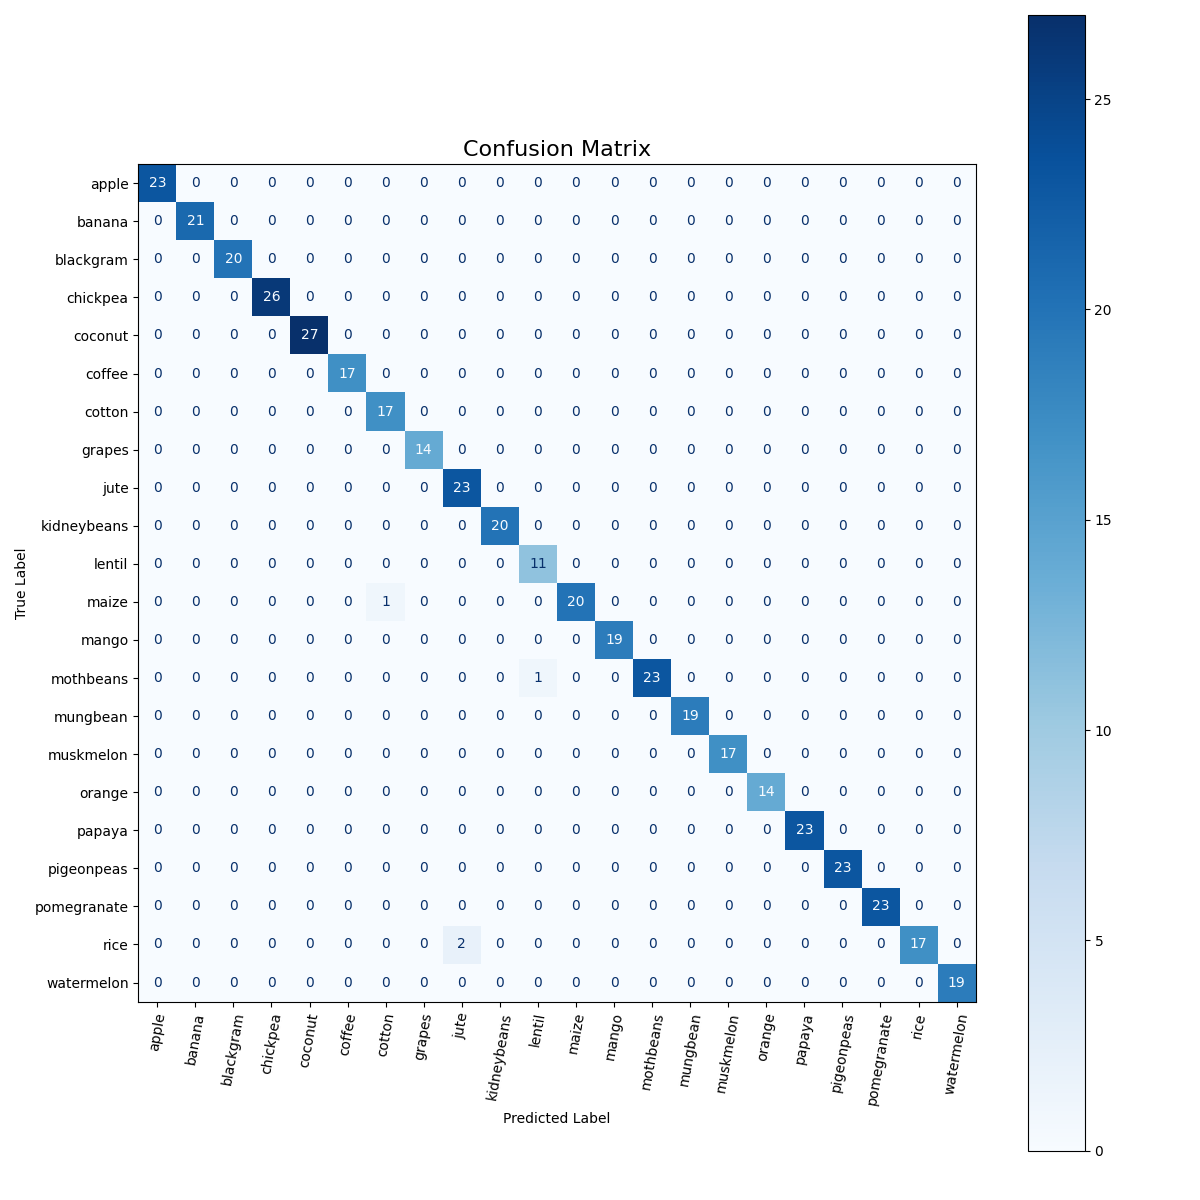 Confusion Matrix
apple 23 0 0 0 0 0 0 0 0 0 0 0 0 0 0 0 0 0 0 0 0 0
banana 0 21 0 0 0 0 0 0 0 0 0 0 0 0 0 0 0 0 0 0 0 0
blackgram 0 0 20 0 0 0 0 0 0 0 0 0 0 0 0 0 0 0 0 0 0 0
chickpea 0 0 0 26 0 0 0 0 0 0 0 0 0 0 0 0 0 0 0 0 0 0
coconut 0 0 0 0 27 0 0 0 0 0 0 0 0 0 0 0 0 0 0 0 0 0
coffee 0 0 0 0 0 17 0 0 0 0 0 0 0 0 0 0 0 0 0 0 0 0
cotton 0 0 0 0 0 0 17 0 0 0 0 0 0 0 0 0 0 0 0 0 0 0
grapes 0 0 0 0 0 0 0 14 0 0 0 0 0 0 0 0 0 0 0 0 0 0
jute 0 0 0 0 0 0 0 0 23 0 0 0 0 0 0 0 0 0 0 0 0 0
kidneybeans 0 0 0 0 0 0 0 0 0 20 0 0 0 0 0 0 0 0 0 0 0 0
lentil 0 0 0 0 0 0 0 0 0 0 11 0 0 0 0 0 0 0 0 0 0 0
maize 0 0 0 0 0 0 1 0 0 0 0 20 0 0 0 0 0 0 0 0 0 0
mango 0 0 0 0 0 0 0 0 0 0 0 0 19 0 0 0 0 0 0 0 0 0
mothbeans 0 0 0 0 0 0 0 0 0 0 1 0 0 23 0 0 0 0 0 0 0 0
mungbean 0 0 0 0 0 0 0 0 0 0 0 0 0 0 19 0 0 0 0 0 0 0
muskmelon 0 0 0 0 0 0 0 0 0 0 0 0 0 0 0 17 0 0 0 0 0 0
orange 0 0 0 0 0 0 0 0 0 0 0 0 0 0 0 0 14 0 0 0 0 0
papaya 0 0 0 0 0 0 0 0 0 0 0 0 0 0 0 0 0 23 0 0 0 0
pigeonpeas 0 0 0 0 0 0 0 0 0 0 0 0 0 0 0 0 0 0 23 0 0 0
pomegranate 0 0 0 0 0 0 0 0 0 0 0 0 0 0 0 0 0 0 0 23 0 0
rice 0 0 0 0 0 0 0 0 2 0 0 0 0 0 0 0 0 0 0 0 17 0
watermelon 0 0 0 0 0 0 0 0 0 0 0 0 0 0 0 0 0 0 0 0 0 19
True Label
apple banana blackgram chickpea coconut coffee cotton grapes jute kidneybeans lentil maize mango mothbeans mungbean muskmelon orange papaya pigeonpeas pomegranate rice watermelon
Predicted Label
25
20
15
10
5
0